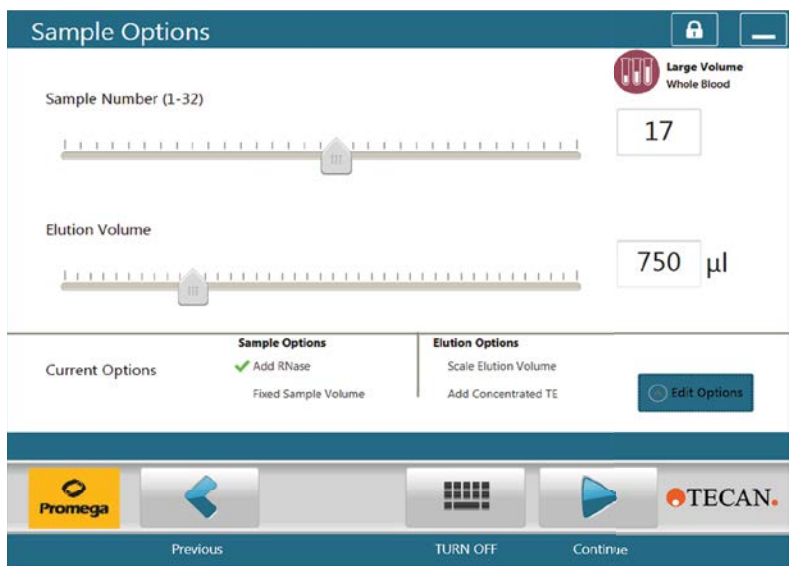 Sample Options
Large Volume
Whole Blood
Sample Number (1-32)
17
Elution Volume
750 µl
Sample Options
Elution Options
Current Options
Add RNase
Scale Elution Volume
Fixed Sample Volume
Add Concentrated TE
Edit Options
Promega
TECAN.
Previous
TURN OFF
Continue